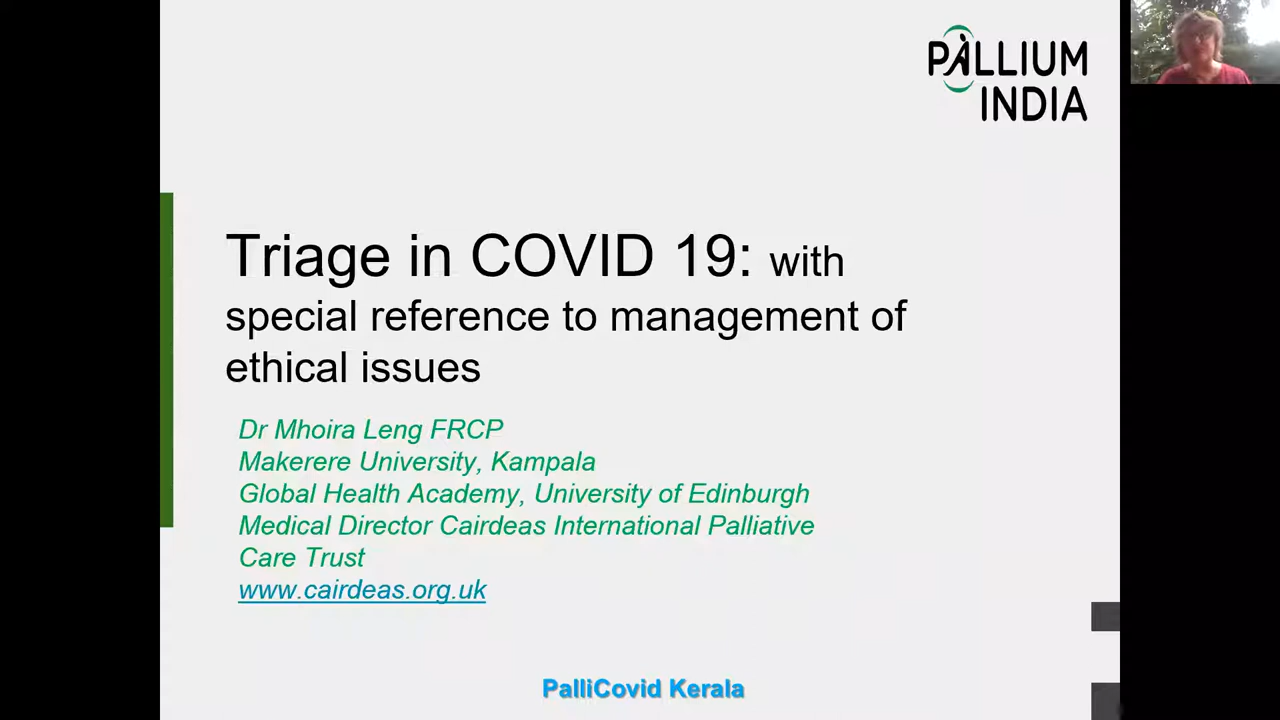 PALLIUM
INDIA
Triage in COVID 19: with
special reference to management of
ethical issues
Dr Mhoira Leng FRCP
Makerere University, Kampala
Global Health Academy, University of Edinburgh
Medical Director Cairdeas International Palliative
Care Trust
www.cairdeas.org.uk
PalliCovid Kerala